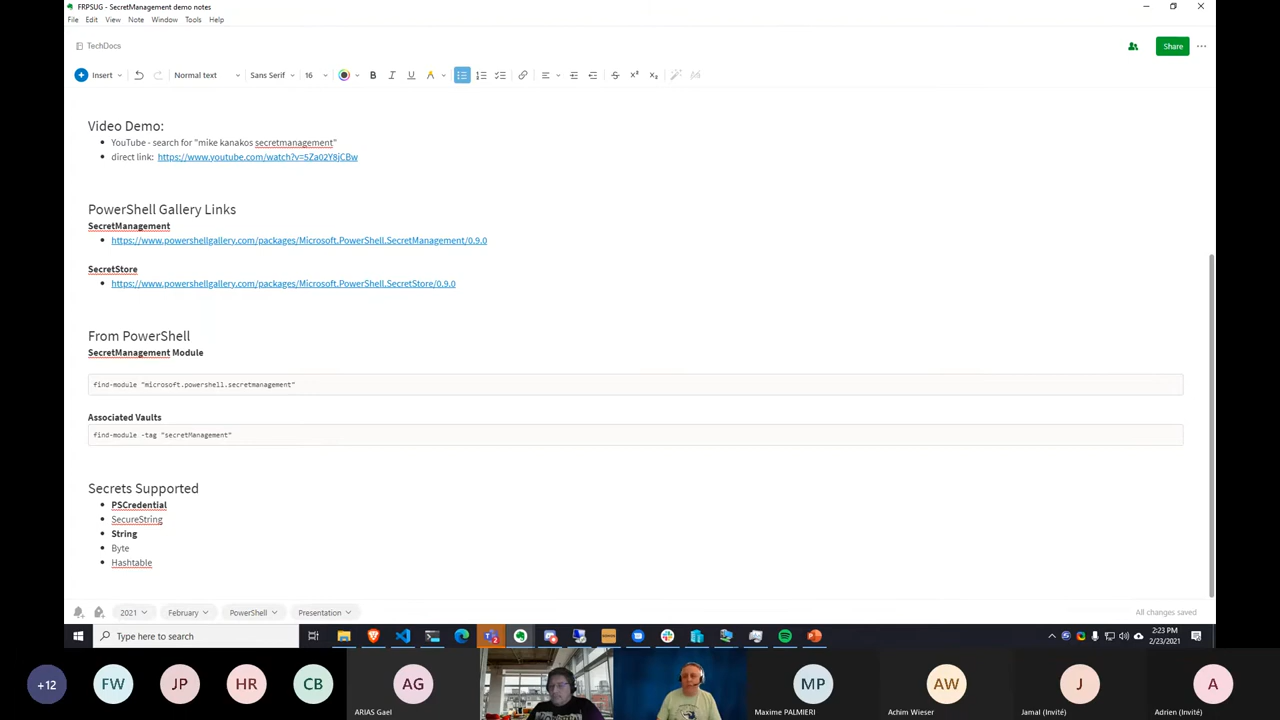 FRPSUG - SecretManagement demo notes
File Edit View Note Window Tools Help
TechDocs
Share
Insert
Normal text
Sans Serif
16
Video Demo:
YouTube - search for "mike kanakos secretmanagement"
direct link: https://www.youtube.com/watch?v=5Za02Y8jCBw
PowerShell Gallery Links
SecretManagement
https://www.powershellgallery.com/packages/Microsoft.PowerShell.SecretManagement/0.9.0
SecretStore
https://www.powershellgallery.com/packages/Microsoft.PowerShell.SecretStore/0.9.0
From PowerShell
SecretManagement Module
find-module "microsoft.powershell.secretmanagement"
Associated Vaults
find-module -tag "secretManagement"
Secrets Supported
PSCredential
SecureString
String
Byte
Hashtable
2021 February PowerShell Presentation
All changes saved
Type here to search
2:23 PM
2/23/2021
+12 FW JP HR CB AG MP AW J A
ARIAS Gael
Maxime PALMIERI
Achim Wieser
Jamal (Invité)
Adrien (Invité)